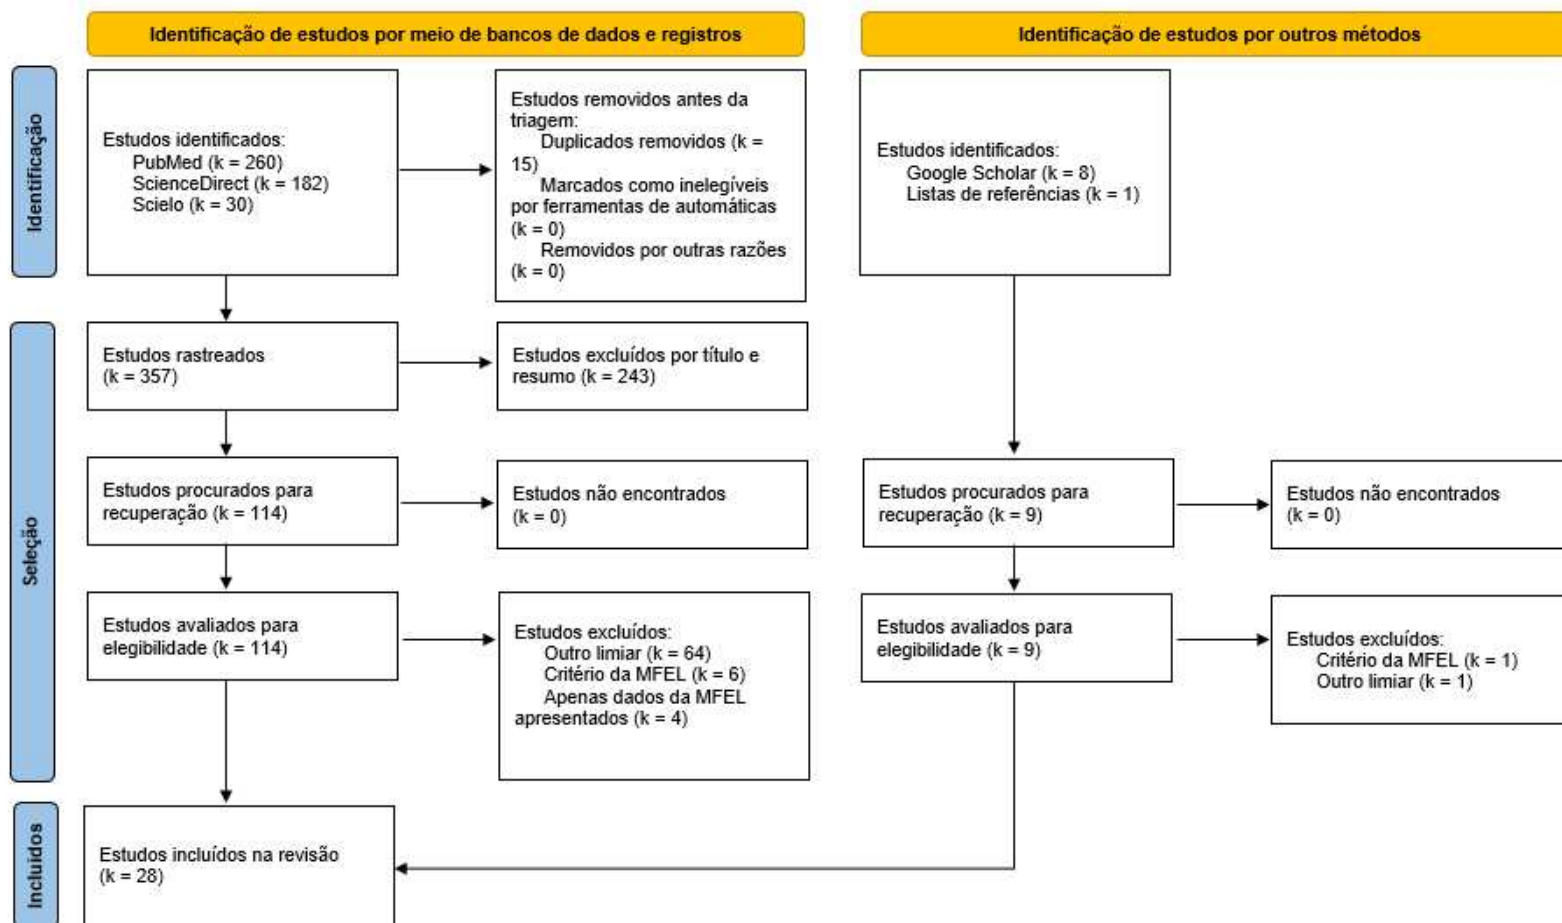 Identificação de estudos por meio de bancos de dados e registros
Identificação de estudos por outros métodos
Identificação
Estudos identificados:
PubMed (k = 260)
ScienceDirect (k = 182)
Scielo (k = 30)
Estudos removidos antes da
triagem:
Duplicados removidos (k =
15)
Marcados como inelegíveis
por ferramentas de automáticas
(k = 0)
Removidos por outras razões
(k = 0)
Estudos identificados:
Google Scholar (k = 8)
Listas de referências (k = 1)
Seleção
Estudos rastreados
(k = 357)
Estudos excluídos por título e
resumo (k = 243)
Estudos procurados para
recuperação (k = 114)
Estudos não encontrados
(k = 0)
Estudos procurados para
recuperação (k = 9)
Estudos não encontrados
(k = 0)
Estudos avaliados para
elegibilidade (k = 114)
Estudos excluídos:
Outro limiar (k = 64)
Critério da MFEL (k = 6)
Apenas dados da MFEL
apresentados (k = 4)
Estudos avaliados para
elegibilidade (k = 9)
Estudos excluídos:
Critério da MFEL (k = 1)
Outro limiar (k = 1)
Incluídos
Estudos incluídos na revisão
(k = 28)